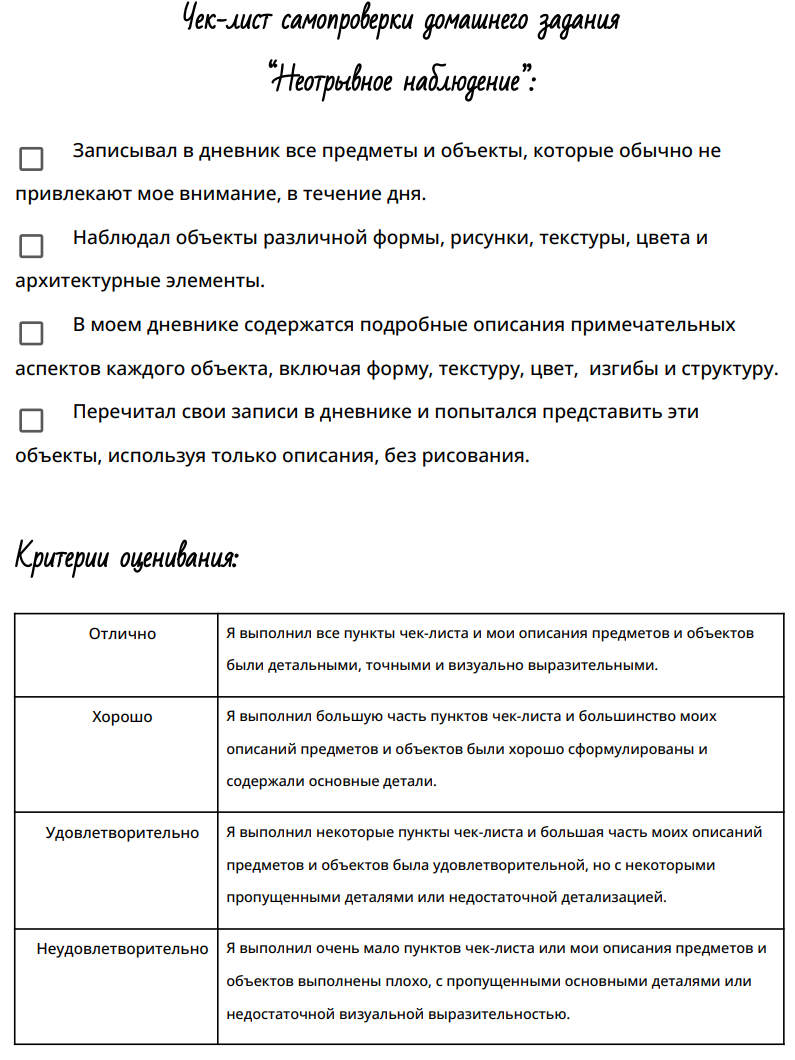 Чек-лист самопроверки домашнего задания
“Неотрывное наблюдение”:
Записывал в дневник все предметы и объекты, которые обычно не
привлекают мое внимание, в течение дня.
Наблюдал объекты различной формы, рисунки, текстуры, цвета и
архитектурные элементы.
В моем дневнике содержатся подробные описания примечательных
аспектов каждого объекта, включая форму, текстуру, цвет, изгибы и структуру.
Перечитал свои записи в дневнике и попытался представить эти
объекты, используя только описания, без рисования.
Критерии оценивания:
Отлично
Я выполнил все пункты чек-листа и мои описания предметов и объектов
были детальными, точными и визуально выразительными.
Хорошо
Я выполнил большую часть пунктов чек-листа и большинство моих
описаний предметов и объектов были хорошо сформулированы и
содержали основные детали.
Удовлетворительно
Я выполнил некоторые пункты чек-листа и большая часть моих описаний
предметов и объектов была удовлетворительной, но с некоторыми
пропущенными деталями или недостаточной детализацией.
Неудовлетворительно
Я выполнил очень мало пунктов чек-листа или мои описания предметов и
объектов выполнены плохо, с пропущенными основными деталями или
недостаточной визуальной выразительностью.